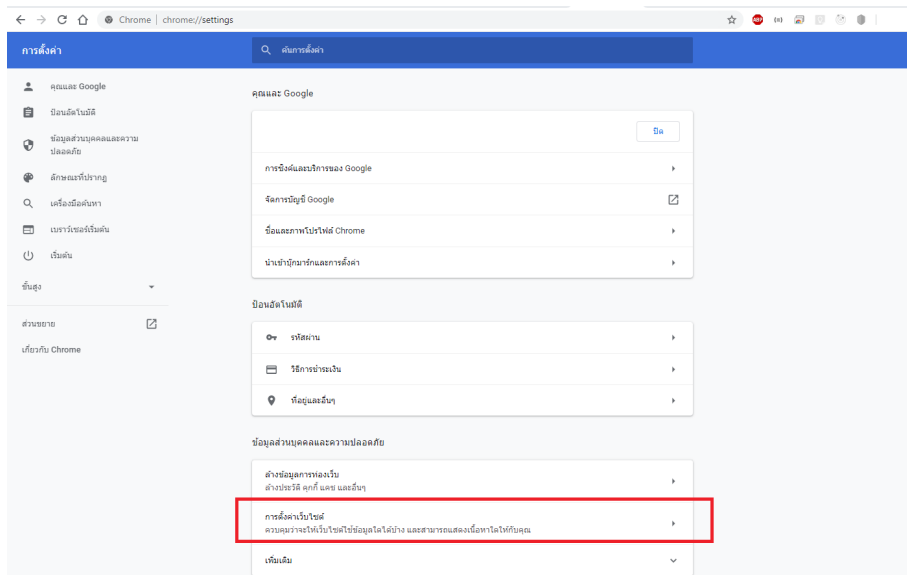 Chrome | chrome://settings
ABP
การตั้งค่า
ค้นการตั้งค่า
คุณและ Google
ป้อนอัตโนมัติ
ข้อมูลส่วนบุคคลและความ
ปลอดภัย
ลักษณะที่ปรากฏ
เครื่องมือค้นหา
เบราว์เซอร์เริ่มต้น
เริ่มต้น
ขั้นสูง
ส่วนขยาย
เกี่ยวกับ Chrome
คุณและ Google
ปิด
การซิงค์และบริการของ Google
จัดการบัญชี Google
ชื่อและภาพโปรไฟล์ Chrome
นำเข้าบุ๊กมาร์กและการตั้งค่า
ป้อนอัตโนมัติ
รหัสผ่าน
วิธีการชำระเงิน
ที่อยู่และอื่นๆ
ข้อมูลส่วนบุคคลและความปลอดภัย
ล้างข้อมูลการท่องเว็บ
ล้างประวัติ คุกกี้ แคช และอื่นๆ
การตั้งค่าเว็บไซต์
ควบคุมว่าจะให้เว็บไซต์ใช้ข้อมูลใดได้บ้าง และสามารถแสดงเนื้อหาใดให้กับคุณ
เพิ่มเติม